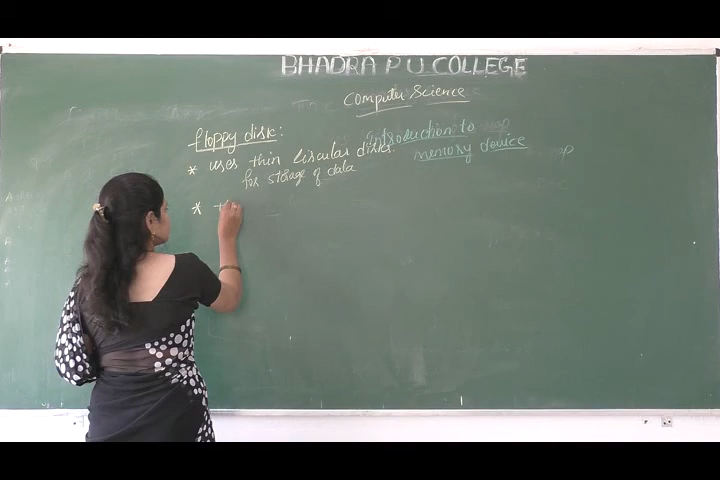 BHADRA P U COLLEGE
Computer Science
Introduction to
memory device
floppy disk:
* uses thin circular disks
for storage of data
*